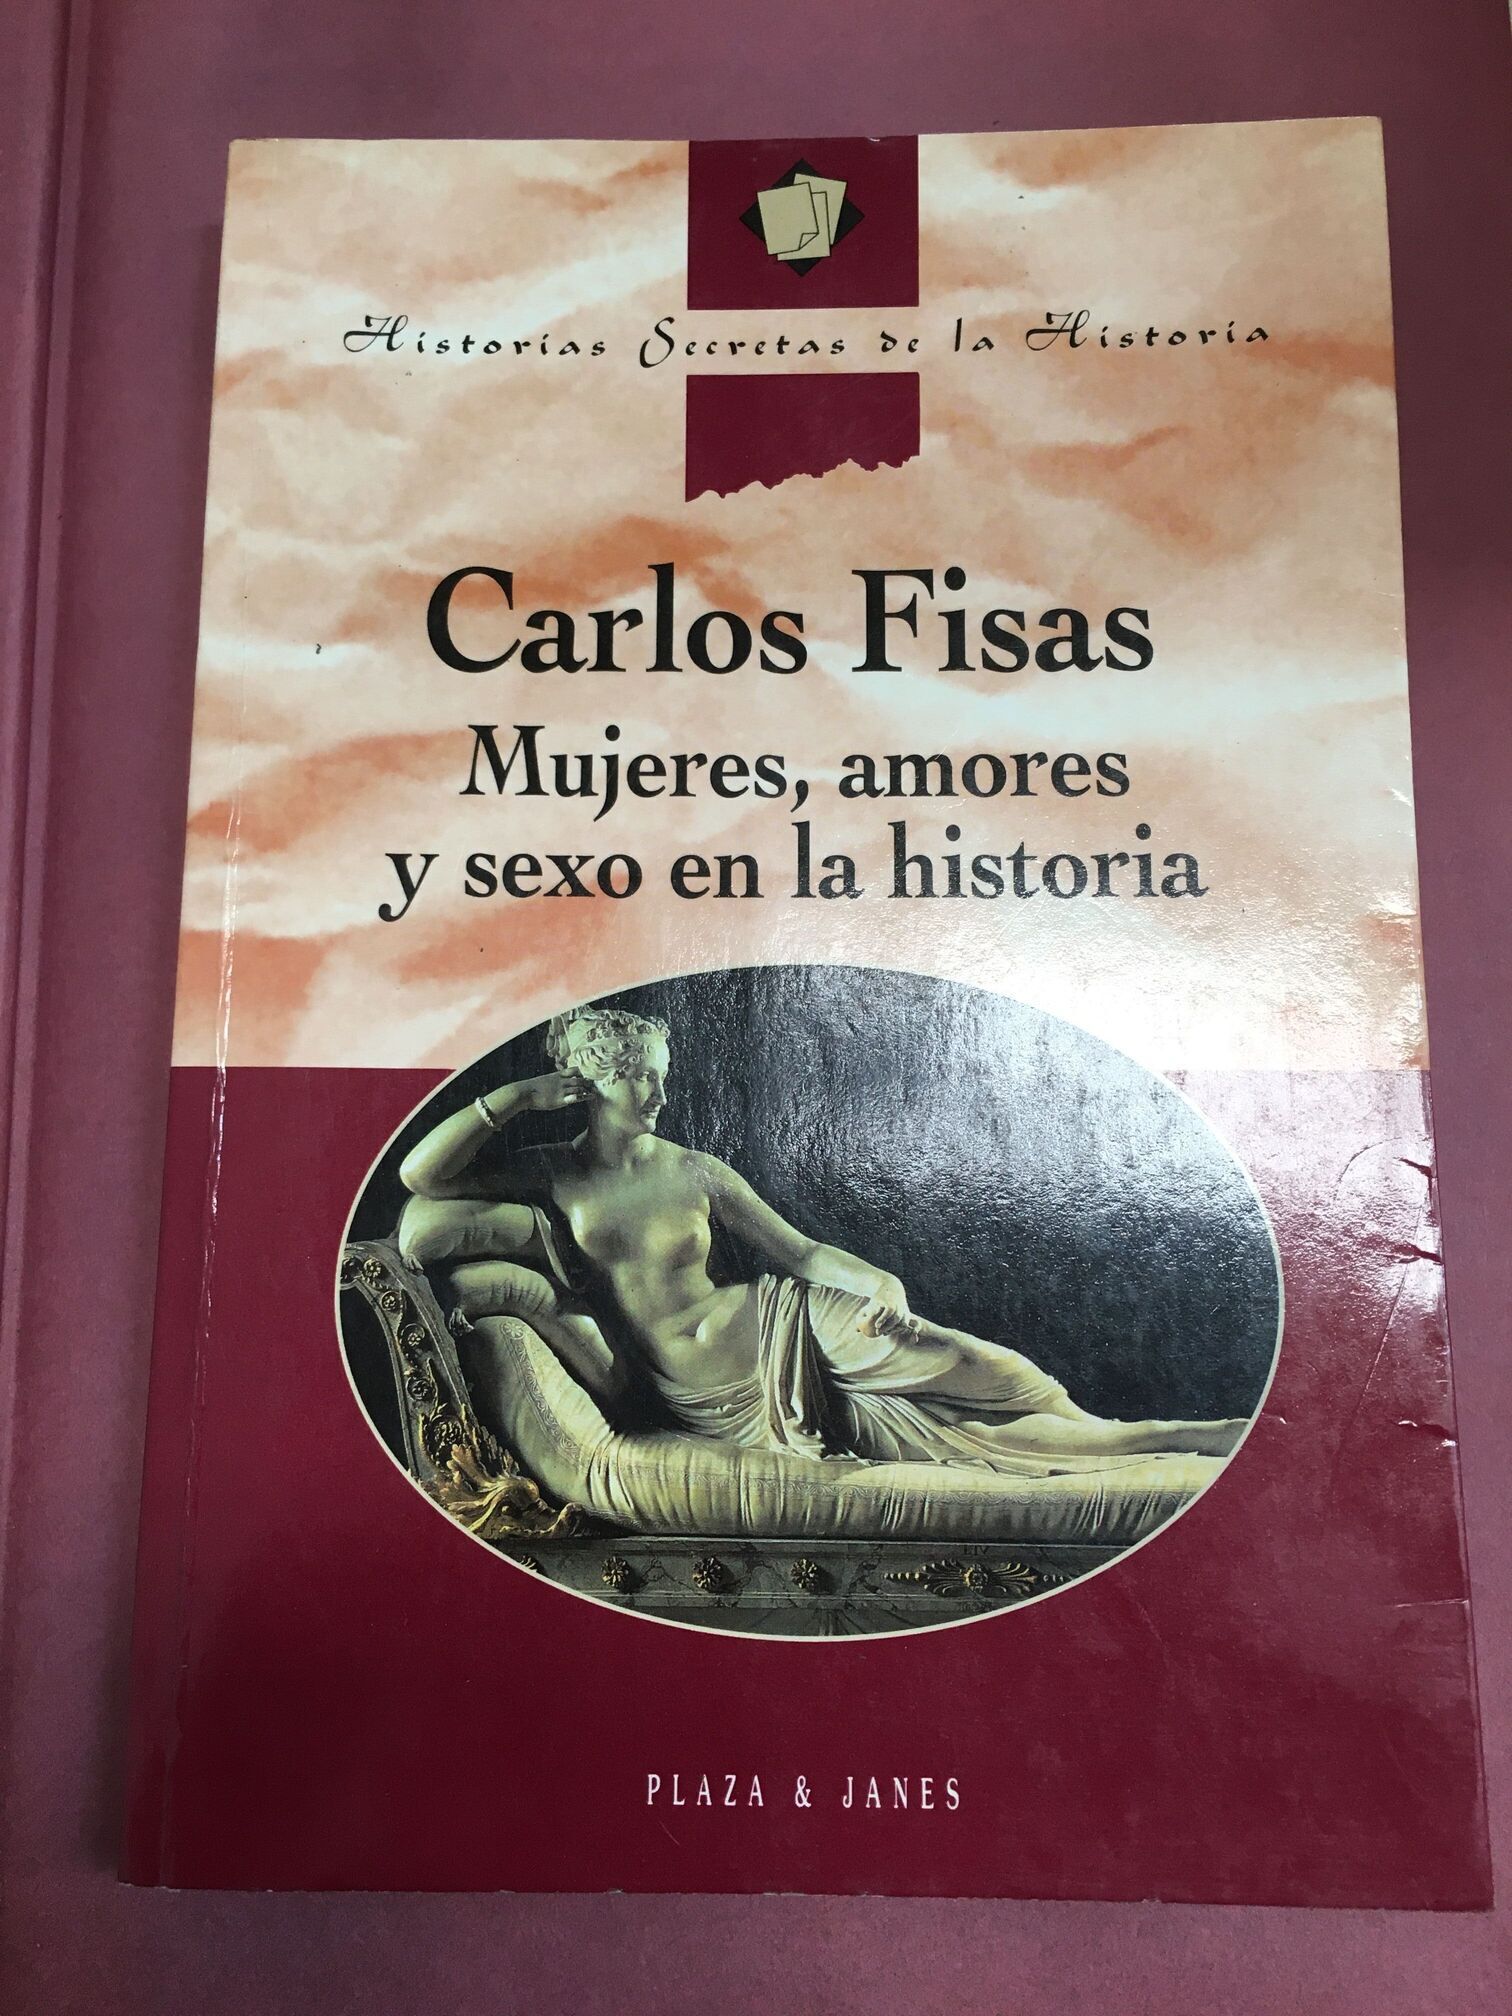 Historias Secretas de la Historia
Carlos Fisas
Mujeres, amores
y sexo en la historia
PLAZA & JANES